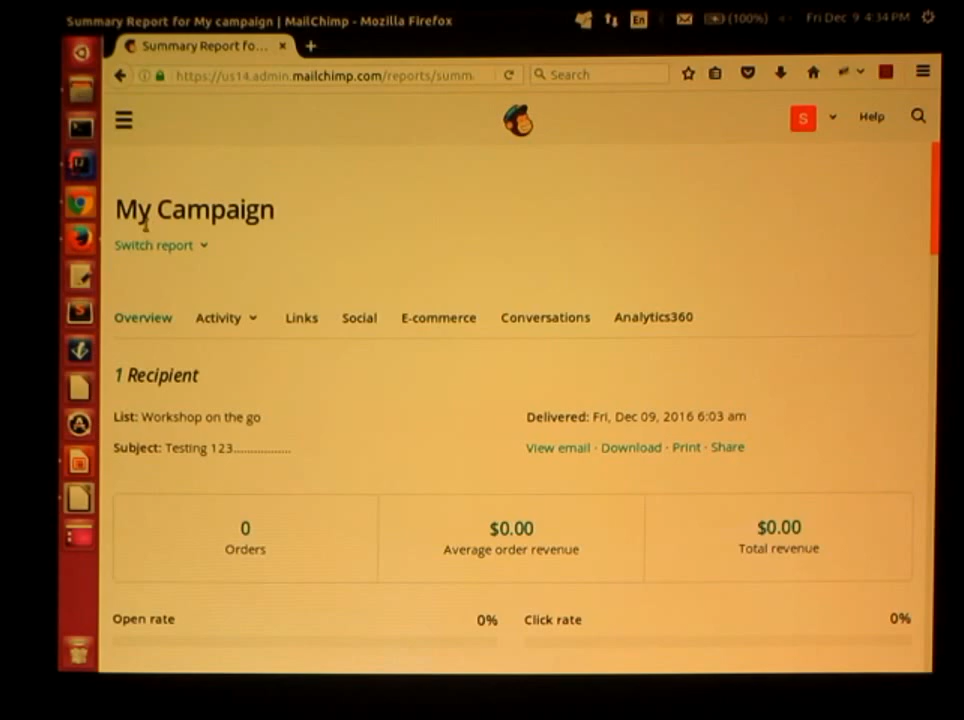 Summary Report for My campaign | MailChimp - Mozilla Firefox
En
(100%)
Fri Dec 9 4:34 PM
Summary Report fo...
https://us14.admin.mailchimp.com/reports/summ
Search
S
Help
My Campaign
Switch report
Overview
Activity
Links
Social
E-commerce
Conversations
Analytics360
1 Recipient
List: Workshop on the go
Delivered: Fri, Dec 09, 2016 6:03 am
Subject: Testing 123.................
View email · Download · Print · Share
0
$0.00
$0.00
Orders
Average order revenue
Total revenue
Open rate
0%
Click rate
0%